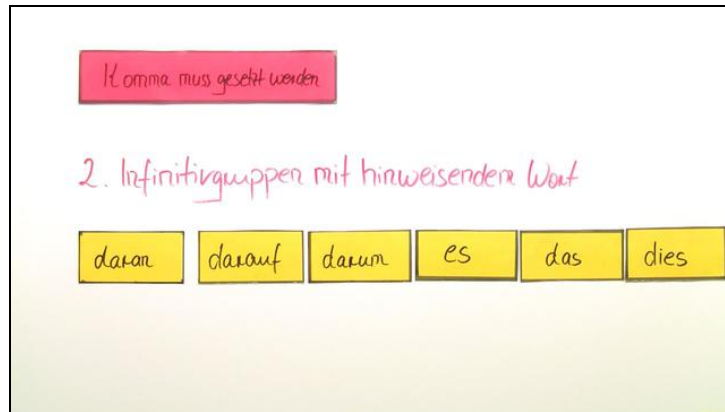 Komma muss gesetzt werden
2. Infinitivgruppen mit hinweisendem Wort
daran darauf darum es das dies